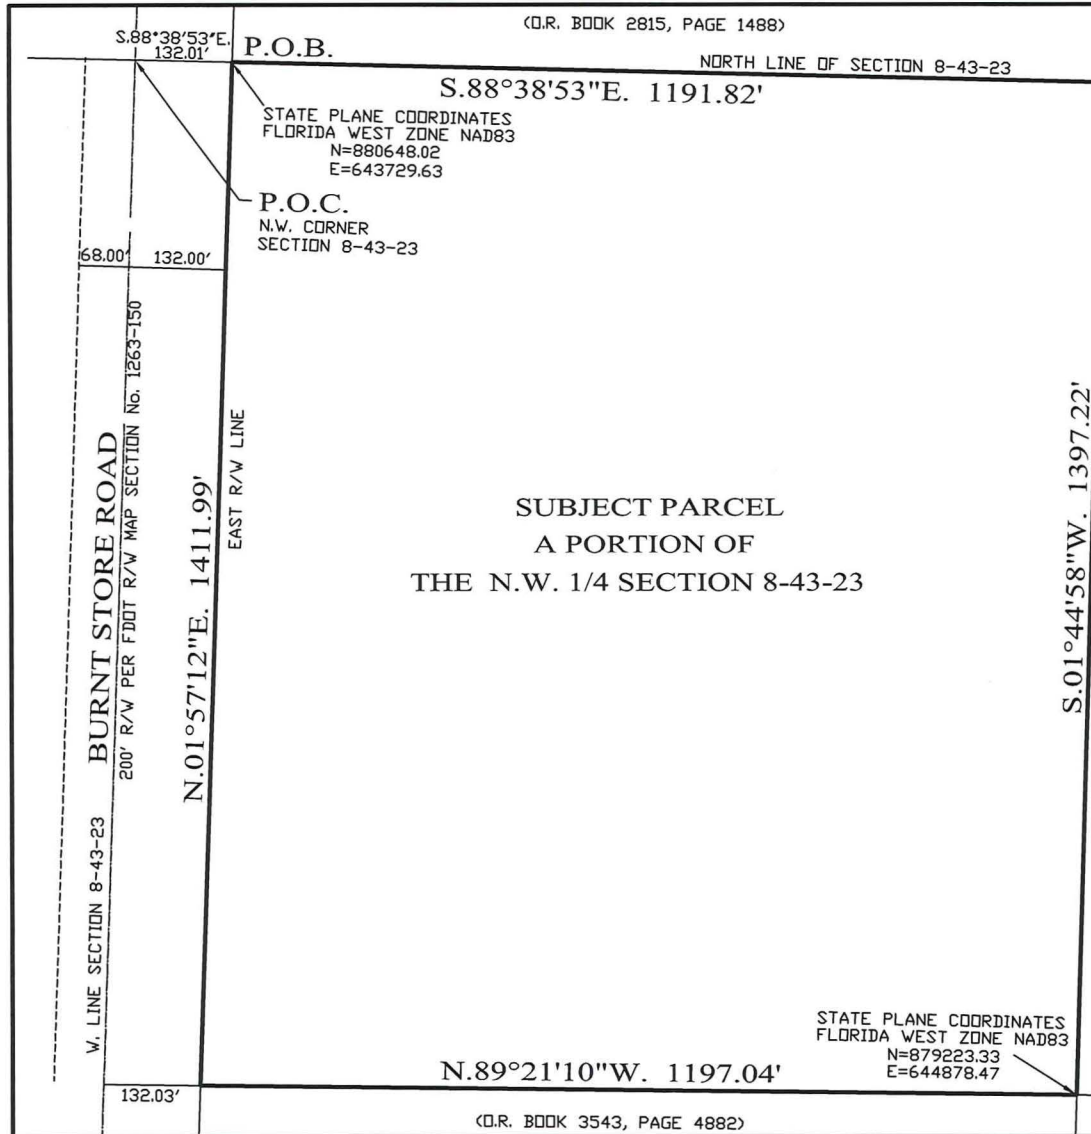 (O.R. BOOK 2815, PAGE 1488)
S.88°38'53"E.
132.01'
P.O.B.
NORTH LINE OF SECTION 8-43-23
S.88°38'53"E. 1191.82'
STATE PLANE COORDINATES
FLORIDA WEST ZONE NAD83
N=880648.02
E=643729.63
P.O.C.
N.W. CORNER
SECTION 8-43-23
68.00' 132.00'
W. LINE SECTION 8-43-23
BURNT STORE ROAD
200' R/W PER FDOT R/W MAP SECTION No. 1263-150
N.01°57'12"E. 1411.99'
EAST R/W LINE
SUBJECT PARCEL
A PORTION OF
THE N.W. 1/4 SECTION 8-43-23
S.01°44'58"W. 1397.22'
STATE PLANE COORDINATES
FLORIDA WEST ZONE NAD83
N=879223.33
E=644878.47
N.89°21'10"W. 1197.04'
132.03'
(O.R. BOOK 3543, PAGE 4882)